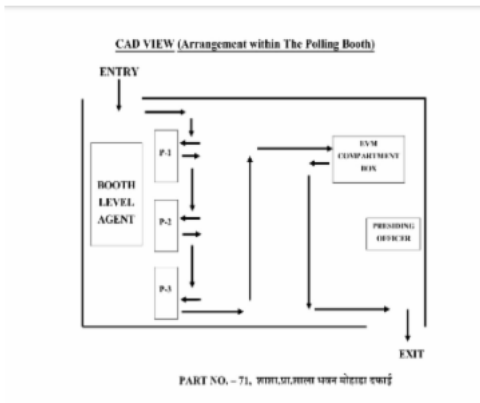 CAD VIEW (Arrangement within The Polling Booth)
ENTRY
P-1
EVM
COMPARTMENT
BOX
BOOTH
LEVEL
AGENT
P-2
PRESIDING
OFFICER
P-3
EXIT
PART NO. – 71, शाशा.प्रा.शाला भवन